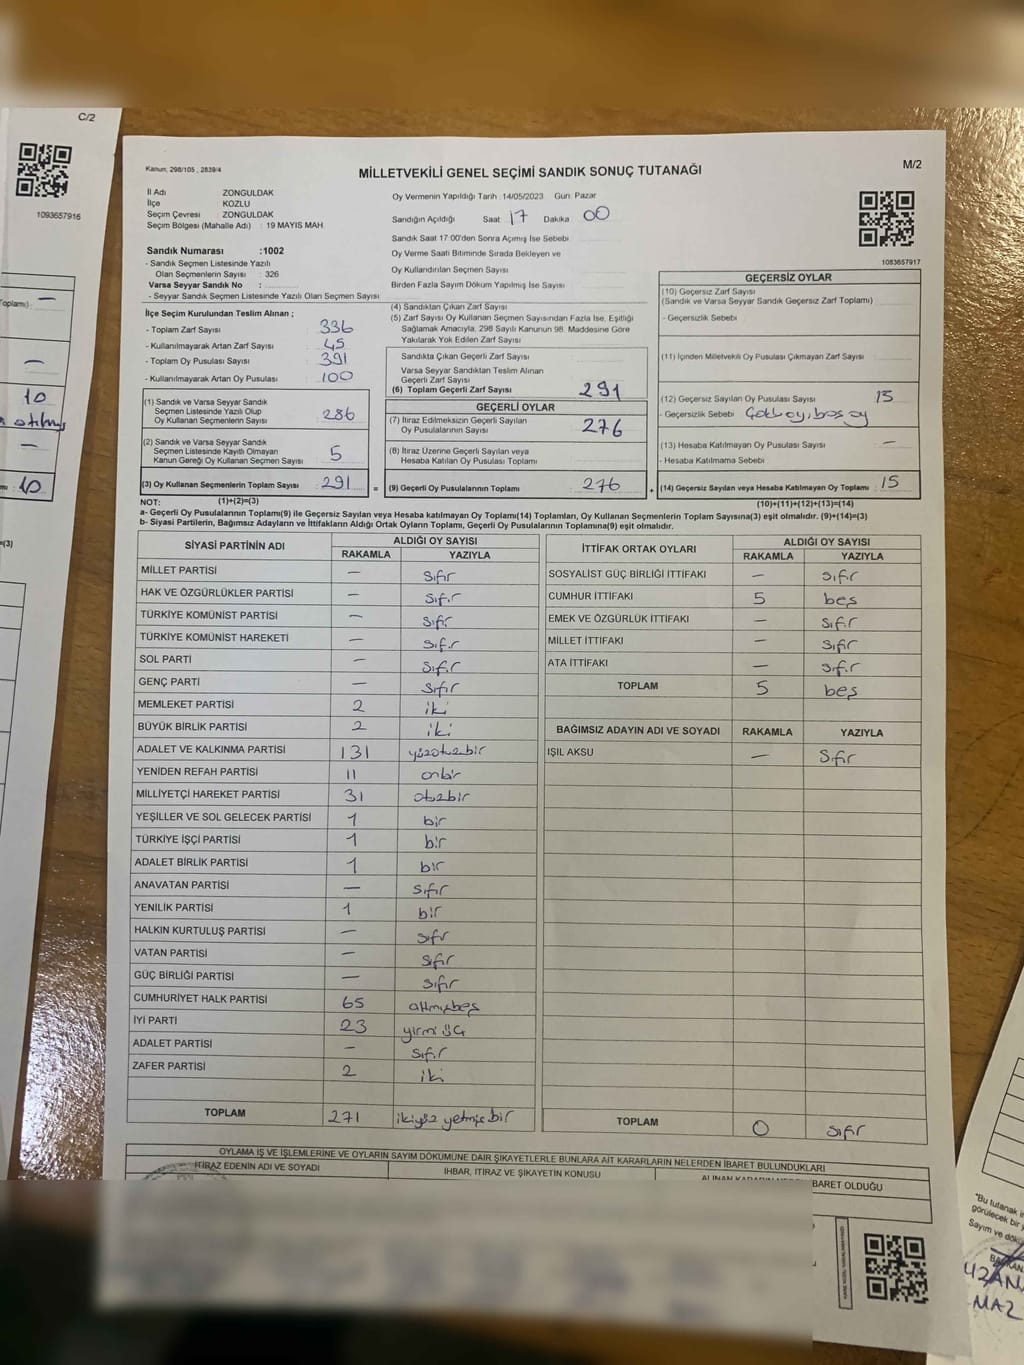 C/2
1093657916
Toplamı) : —
—
10
atılmış
—
10
=(3)
M/2
Kanun; 298/105 , 2839/4
MİLLETVEKİLİ GENEL SEÇİMİ SANDIK SONUÇ TUTANAĞI
1083657917
İl Adı ZONGULDAK
İlçe KOZLU
Seçim Çevresi ZONGULDAK
Seçim Bölgesi (Mahalle Adı) : 19 MAYIS MAH.
Sandık Numarası :1002
- Sandık Seçmen Listesinde Yazılı
Olan Seçmenlerin Sayısı : 326
Varsa Seyyar Sandık No :
- Seyyar Sandık Seçmen Listesinde Yazılı Olan Seçmen Sayısı
İlçe Seçim Kurulundan Teslim Alınan ;
- Toplam Zarf Sayısı 336
- Kullanılmayarak Artan Zarf Sayısı 45
- Toplam Oy Pusulası Sayısı 391
- Kullanılmayarak Artan Oy Pusulası 100
(1) Sandık ve Varsa Seyyar Sandık
Seçmen Listesinde Yazılı Olup
Oy Kullanan Seçmenlerin Sayısı 286
(2) Sandık ve Varsa Seyyar Sandık
Seçmen Listesinde Kayıtlı Olmayan
Kanun Gereği Oy Kullanan Seçmen Sayısı 5
(3) Oy Kullanan Seçmenlerin Toplam Sayısı 291 =
Oy Vermenin Yapıldığı Tarih : 14/05/2023 Gün: Pazar
Sandığın Açıldığı Saat 17 Dakika 00
Sandık Saat 17:00'den Sonra Açılmış İse Sebebi
Oy Verme Saati Bitiminde Sırada Bekleyen ve
Oy Kullandırılan Seçmen Sayısı
Birden Fazla Sayım Döküm Yapılmış İse Sayısı
(4) Sandıktan Çıkan Zarf Sayısı
(5) Zarf Sayısı Oy Kullanan Seçmen Sayısından Fazla İse, Eşitliği
Sağlamak Amacıyla, 298 Sayılı Kanunun 98. Maddesine Göre
Yakılarak Yok Edilen Zarf Sayısı
Sandıkta Çıkan Geçerli Zarf Sayısı
Varsa Seyyar Sandıktan Teslim Alınan
Geçerli Zarf Sayısı
(6) Toplam Geçerli Zarf Sayısı 291
GEÇERLİ OYLAR
(7) İtiraz Edilmeksizin Geçerli Sayılan
Oy Pusulalarının Sayısı 276
(8) İtiraz Üzerine Geçerli Sayılan veya
Hesaba Katılan Oy Pusulası Toplamı
(9) Geçerli Oy Pusulalarının Toplamı 276 +
GEÇERSİZ OYLAR
(10) Geçersiz Zarf Sayısı
(Sandık ve Varsa Seyyar Sandık Geçersiz Zarf Toplamı)
- Geçersizlik Sebebi
(11) İçinden Milletvekili Oy Pusulası Çıkmayan Zarf Sayısı
(12) Geçersiz Sayılan Oy Pusulası Sayısı 15
- Geçersizlik Sebebi Çoklu oy, boş oy
(13) Hesaba Katılmayan Oy Pusulası Sayısı —
- Hesaba Katılmama Sebebi
(14) Geçersiz Sayılan veya Hesaba Katılmayan Oy Toplamı : 15
NOT: (1)+(2)=(3) (10)+(11)+(12)+(13)=(14)
a- Geçerli Oy Pusulalarının Toplamı(9) ile Geçersiz Sayılan veya Hesaba katılmayan Oy Toplamı(14) Toplamları, Oy Kullanan Seçmenlerin Toplam Sayısına(3) eşit olmalıdır. (9)+(14)=(3)
b- Siyasi Partilerin, Bağımsız Adayların ve İttifakların Aldığı Ortak Oyların Toplamı, Geçerli Oy Pusulalarının Toplamına(9) eşit olmalıdır.
SİYASİ PARTİNİN ADI ALDIĞI OY SAYISI
RAKAMLA YAZIYLA
MİLLET PARTİSİ — sıfır
HAK VE ÖZGÜRLÜKLER PARTİSİ — sıfır
TÜRKİYE KOMÜNİST PARTİSİ — sıfır
TÜRKİYE KOMÜNİST HAREKETİ — sıfır
SOL PARTİ — sıfır
GENÇ PARTİ — sıfır
MEMLEKET PARTİSİ 2 iki
BÜYÜK BİRLİK PARTİSİ 2 iki
ADALET VE KALKINMA PARTİSİ 131 yüzotuzbir
YENİDEN REFAH PARTİSİ 11 onbir
MİLLİYETÇİ HAREKET PARTİSİ 31 otuzbir
YEŞİLLER VE SOL GELECEK PARTİSİ 1 bir
TÜRKİYE İŞÇİ PARTİSİ 1 bir
ADALET BİRLİK PARTİSİ 1 bir
ANAVATAN PARTİSİ — sıfır
YENİLİK PARTİSİ 1 bir
HALKIN KURTULUŞ PARTİSİ — sıfır
VATAN PARTİSİ — sıfır
GÜÇ BİRLİĞİ PARTİSİ — sıfır
CUMHURİYET HALK PARTİSİ 65 altmışbeş
İYİ PARTİ 23 yirmi üç
ADALET PARTİSİ — sıfır
ZAFER PARTİSİ 2 iki
TOPLAM 271 ikiyüz yetmiş bir
İTTİFAK ORTAK OYLARI ALDIĞI OY SAYISI
RAKAMLA YAZIYLA
SOSYALİST GÜÇ BİRLİĞİ İTTİFAKI — sıfır
CUMHUR İTTİFAKI 5 beş
EMEK VE ÖZGÜRLÜK İTTİFAKI — sıfır
MİLLET İTTİFAKI — sıfır
ATA İTTİFAKI — sıfır
TOPLAM 5 beş
BAĞIMSIZ ADAYIN ADI VE SOYADI RAKAMLA YAZIYLA
IŞIL AKSU — sıfır
TOPLAM 0 sıfır
OYLAMA İŞ VE İŞLEMLERİNE VE OYLARIN SAYIM DÖKÜMÜNE DAİR ŞİKAYETLERLE BUNLARA AİT KARARLARIN NELERDEN İBARET BULUNDUKLARI
İTİRAZ EDENİN ADI VE SOYADI İHBAR, İTİRAZ VE ŞİKAYETİN KONUSU BARET OLDUĞU
"Bu tutanak
görülecek bir
Sayım ve dökü